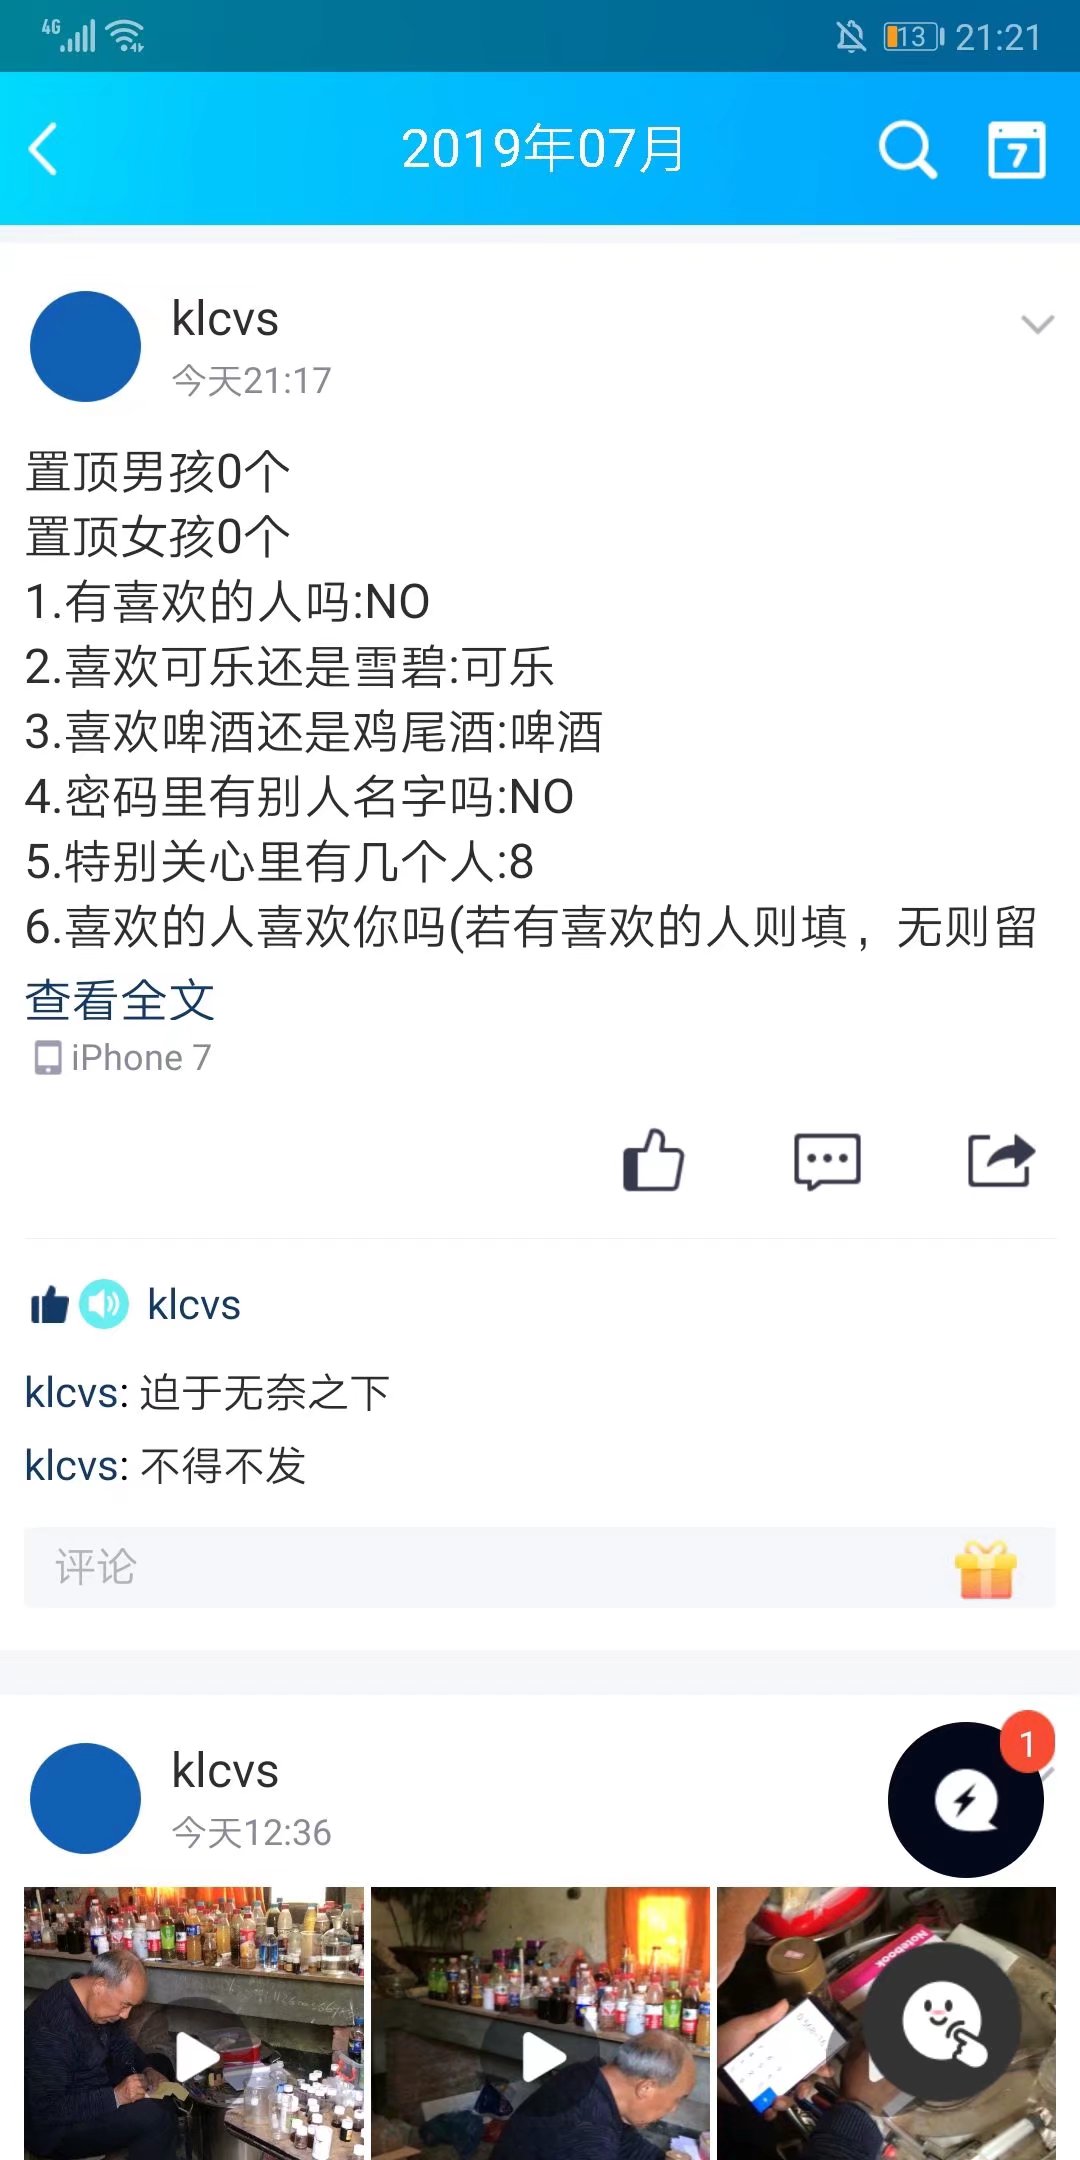 4G 13 21:21
2019年07月 7
klcvs
今天21:17
置顶男孩0个
置顶女孩0个
1.有喜欢的人吗:NO
2.喜欢可乐还是雪碧:可乐
3.喜欢啤酒还是鸡尾酒:啤酒
4.密码里有别人名字吗:NO
5.特别关心里有几个人:8
6.喜欢的人喜欢你吗(若有喜欢的人则填，无则留
查看全文
iPhone 7
klcvs
klcvs: 迫于无奈之下
klcvs: 不得不发
评论
1
klcvs
今天12:36
Notebook